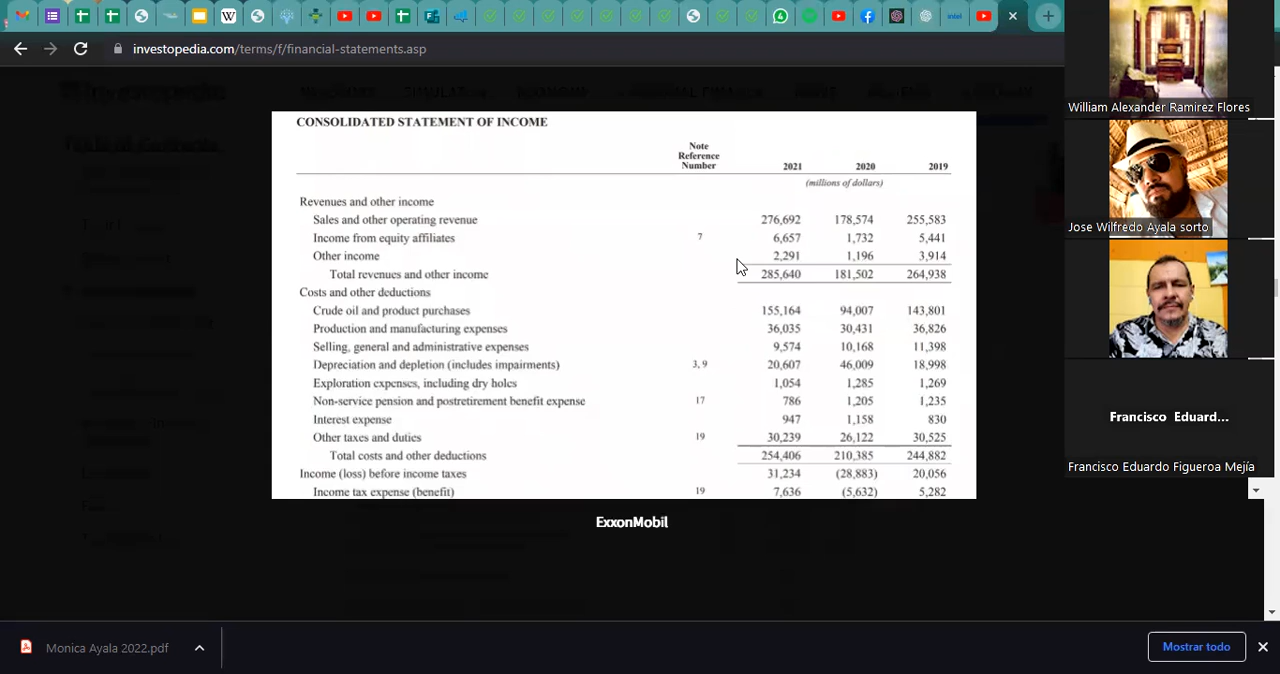 investopedia.com/terms/f/financial-statements.asp
CONSOLIDATED STATEMENT OF INCOME
Note
Reference
Number 2021 2020 2019
(millions of dollars)
Revenues and other income
Sales and other operating revenue 276,692 178,574 255,583
Income from equity affiliates 7 6,657 1,732 5,441
Other income 2,291 1,196 3,914
Total revenues and other income 285,640 181,502 264,938
Costs and other deductions
Crude oil and product purchases 155,164 94,007 143,801
Production and manufacturing expenses 36,035 30,431 36,826
Selling, general and administrative expenses 9,574 10,168 11,398
Depreciation and depletion (includes impairments) 3, 9 20,607 46,009 18,998
Exploration expenses, including dry holes 1,054 1,285 1,269
Non-service pension and postretirement benefit expense 17 786 1,205 1,235
Interest expense 947 1,158 830
Other taxes and duties 19 30,239 26,122 30,525
Total costs and other deductions 254,406 210,385 244,882
Income (loss) before income taxes 31,234 (28,883) 20,056
Income tax expense (benefit) 19 7,636 (5,632) 5,282
ExxonMobil
William Alexander Ramirez Flores
Jose Wilfredo Ayala sorto
Francisco Eduard...
Francisco Eduardo Figueroa Mejía
Monica Ayala 2022.pdf
Mostrar todo